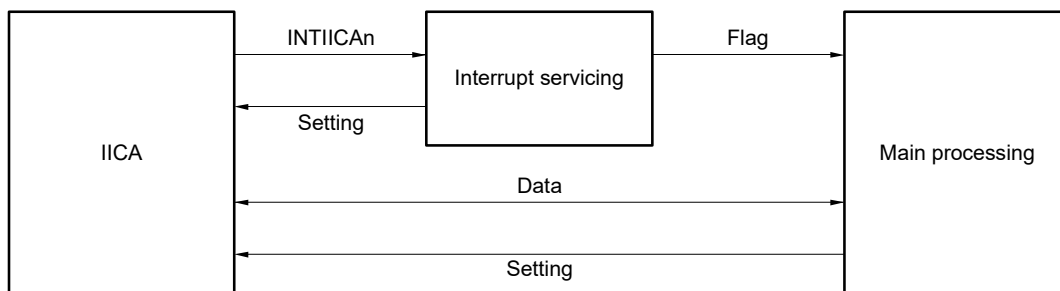 INTIICAn
Flag
Interrupt servicing
Setting
IICA
Main processing
Data
Setting